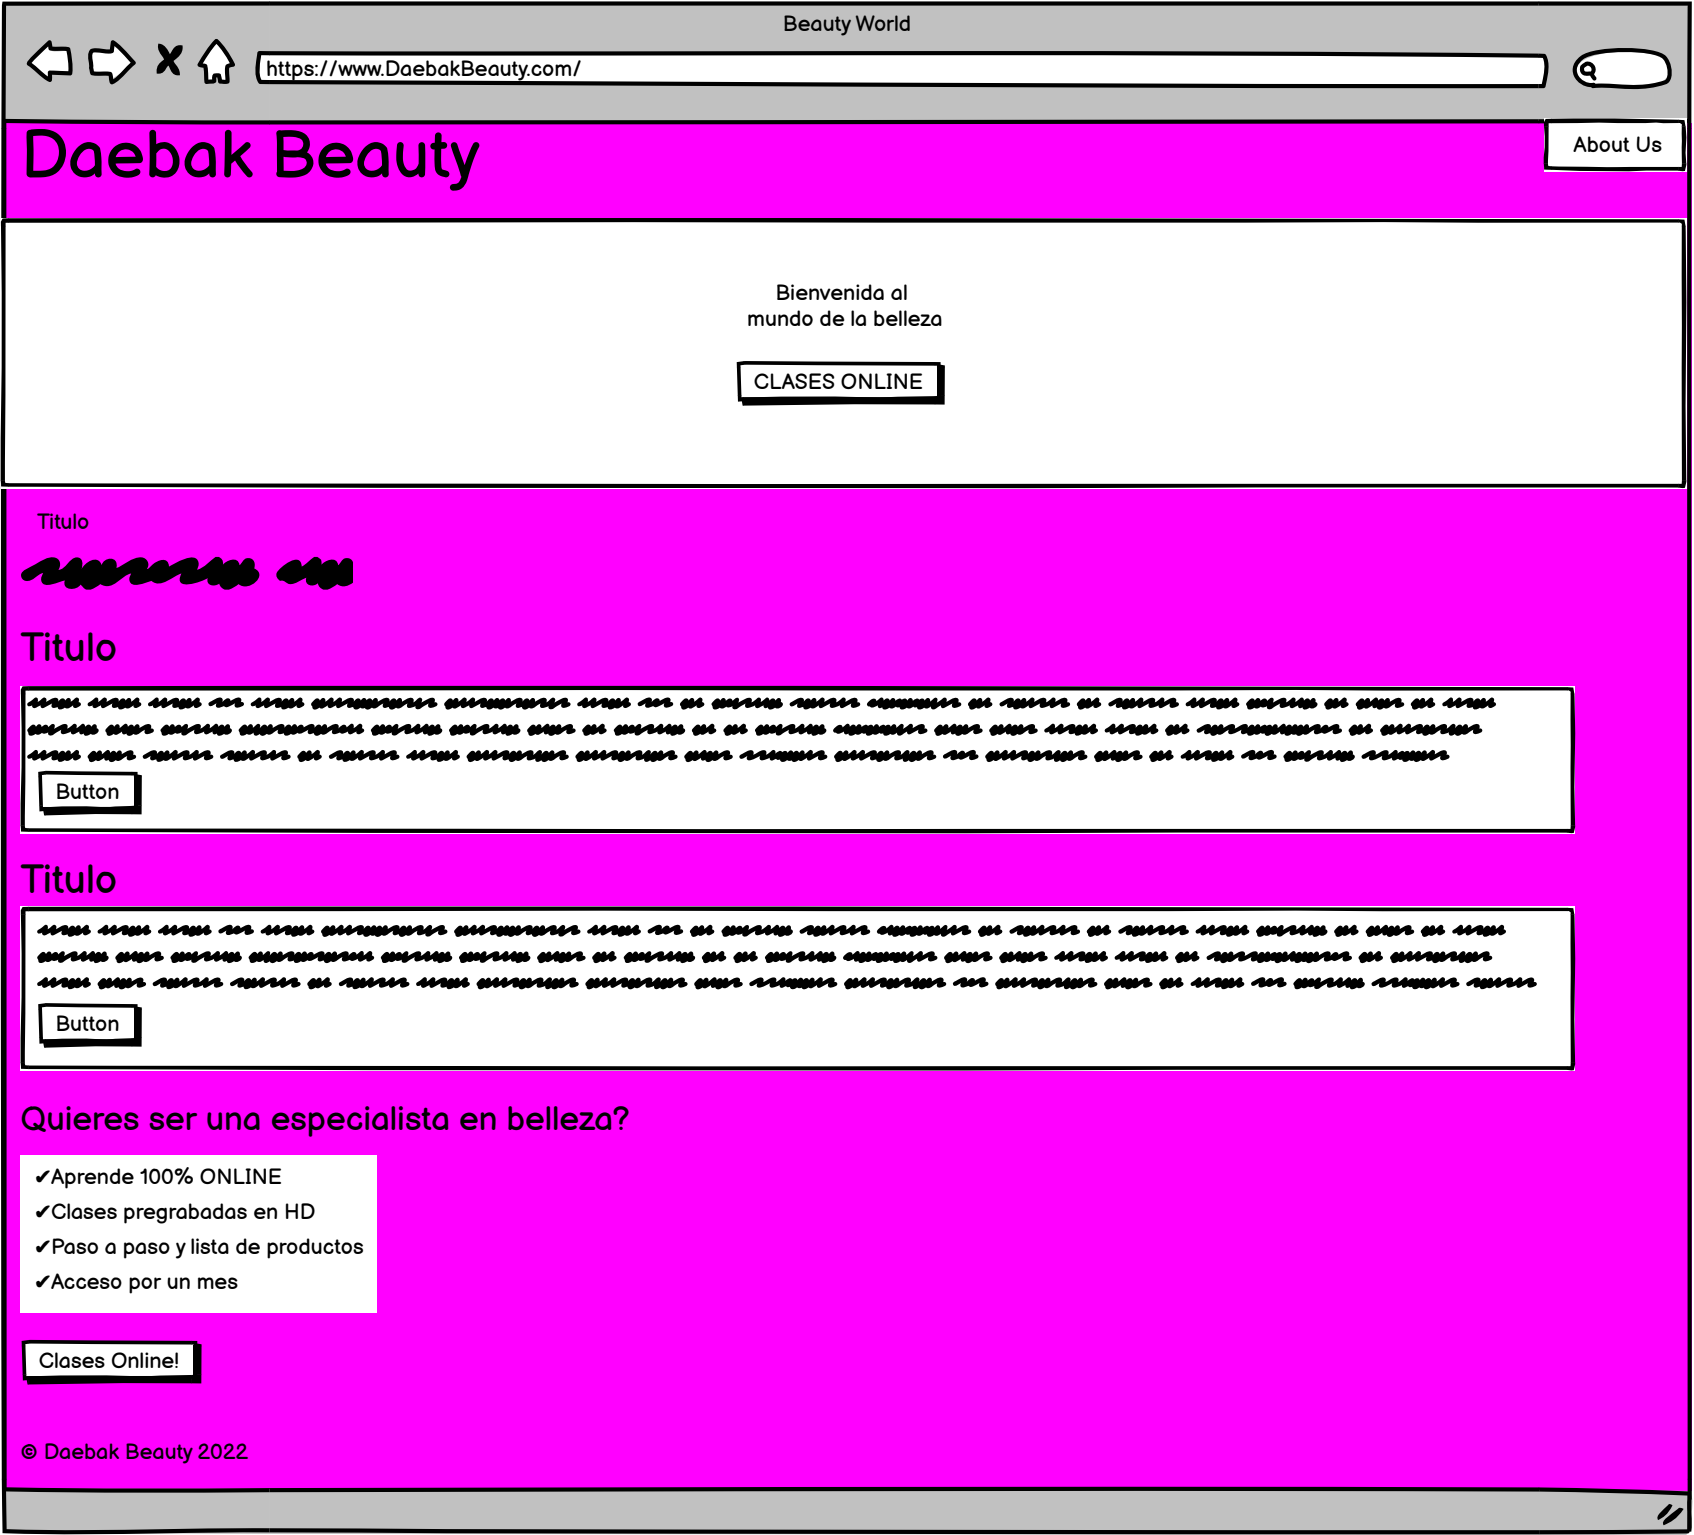 Beauty World
https://www.DaebakBeauty.com/
Daebak Beauty
About Us
Bienvenida al
mundo de la belleza
CLASES ONLINE
Titulo
Titulo
Button
Titulo
Button
Quieres ser una especialista en belleza?
✔Aprende 100% ONLINE
✔Clases pregrabadas en HD
✔Paso a paso y lista de productos
✔Acceso por un mes
Clases Online!
© Daebak Beauty 2022